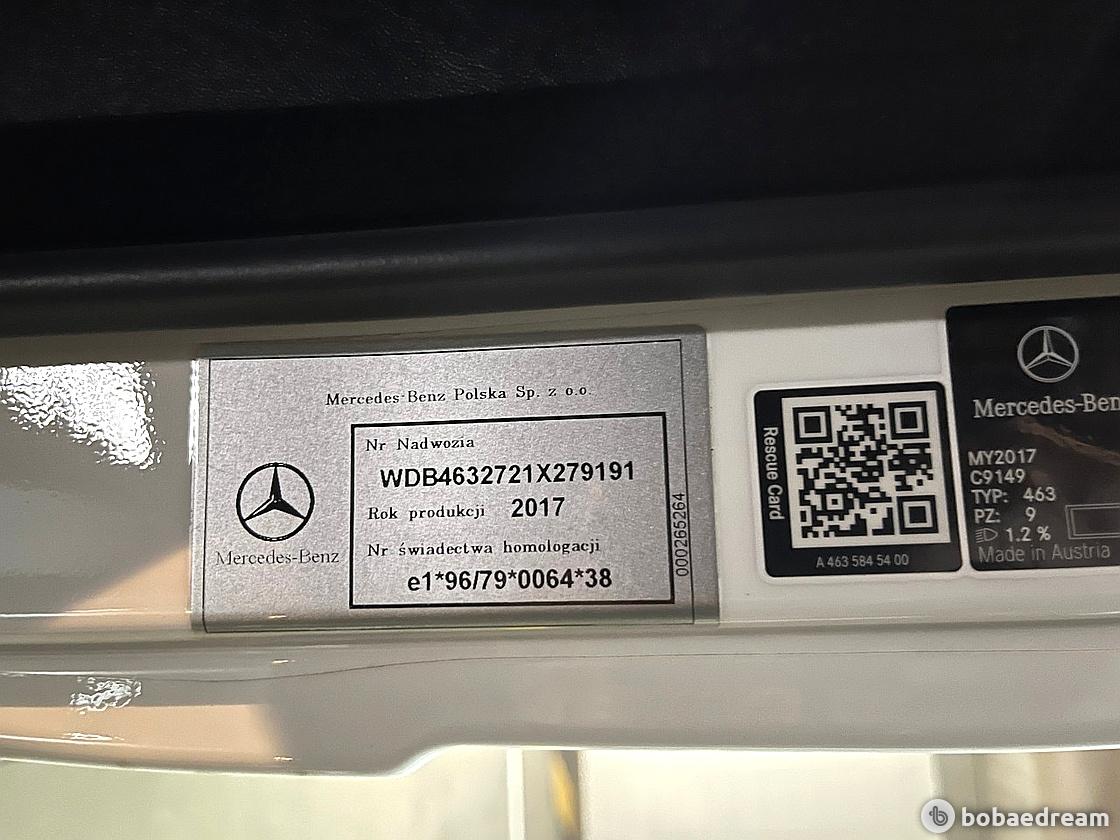 Mercedes-Benz Polska Sp. z o.o.
Nr Nadwozia
WDB4632721X279191
Rok produkcji 2017
Nr świadectwa homologacji
e1*96/79*0064*38
Mercedes-Benz
000265264
Rescue Card
A 463 584 54 00
Mercedes-Ben
MY2017
C9149
TYP: 463
PZ: 9
1.2 %
Made in Austria
bobaedream